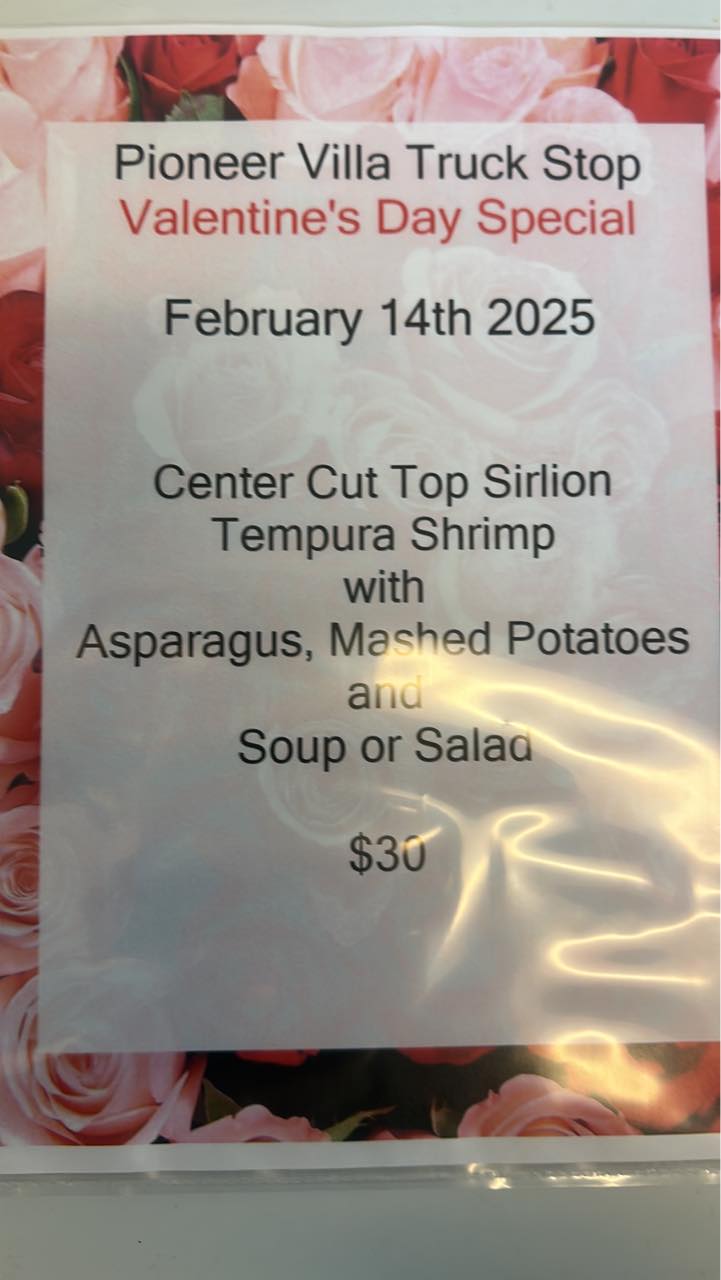 Pioneer Villa Truck Stop
Valentine's Day Special
February 14th 2025
Center Cut Top Sirlion
Tempura Shrimp
with
Asparagus, Mashed Potatoes
and
Soup or Salad
$30